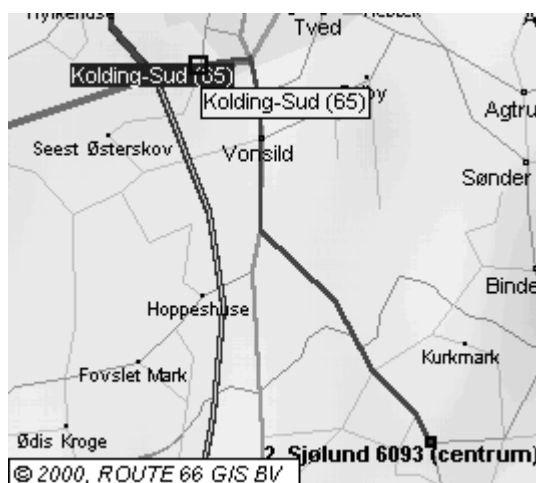 Tved
Kolding-Sud (65)
Kolding-Sud (65)
Agtru
Seest Østerskov
Vonsild
Sønder
Binde
Hoppeshuse
Kurkmark
Fovslet Mark
Ødis Kroge
2. Sjølund 6093 (centrum)
© 2000, ROUTE 66 GIS BV